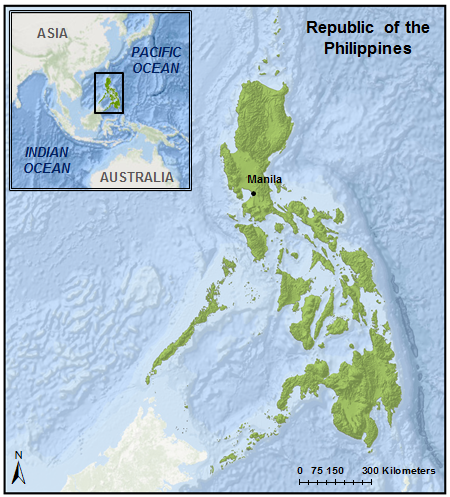 Republic of the
Philippines
ASIA
PACIFIC
OCEAN
INDIAN
OCEAN
AUSTRALIA
Manila
N
0 75 150 300 Kilometers